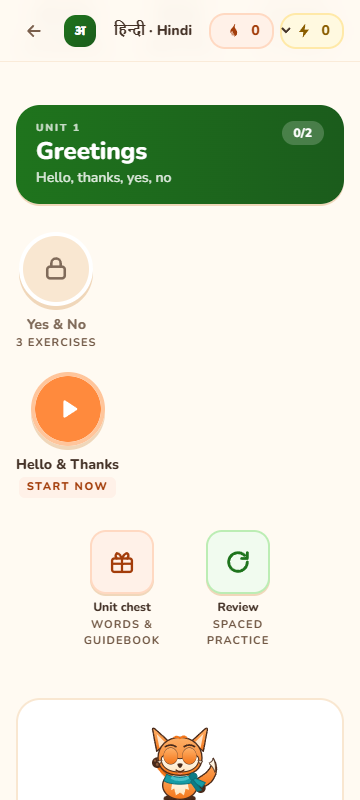 अ हिन्दी · Hindi 0 0
UNIT 1
0/2
Greetings
Hello, thanks, yes, no
Yes & No
3 EXERCISES
Hello & Thanks
START NOW
Unit chest
WORDS &
GUIDEBOOK
Review
SPACED
PRACTICE